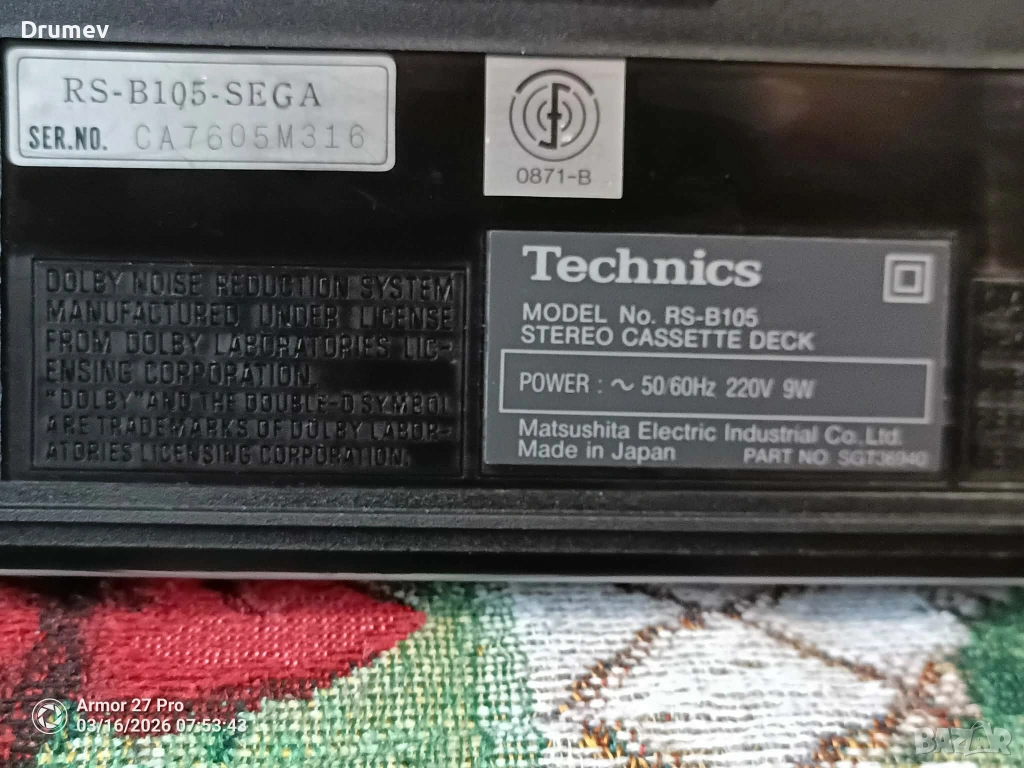 Drumev
RS-B105-SEGA
SER.NO. CA7605M316
0871-B
DOLBY NOISE REDUCTION SYSTEM
MANUFACTURED UNDER LICENSE
FROM DOLBY LABORATORIES LIC-
ENSING CORPORATION.
"DOLBY" AND THE DOUBLE-D SYMBOL
ARE TRADEMARKS OF DOLBY LABOR-
ATORIES LICENSING CORPORATION.
Technics
MODEL No. RS-B105
STEREO CASSETTE DECK
POWER : ~ 50/60Hz 220V 9W
Matsushita Electric Industrial Co., Ltd.
Made in Japan PART NO SGT36940
Armor 27 Pro
03/16/2026 07:53:43
BAZAR